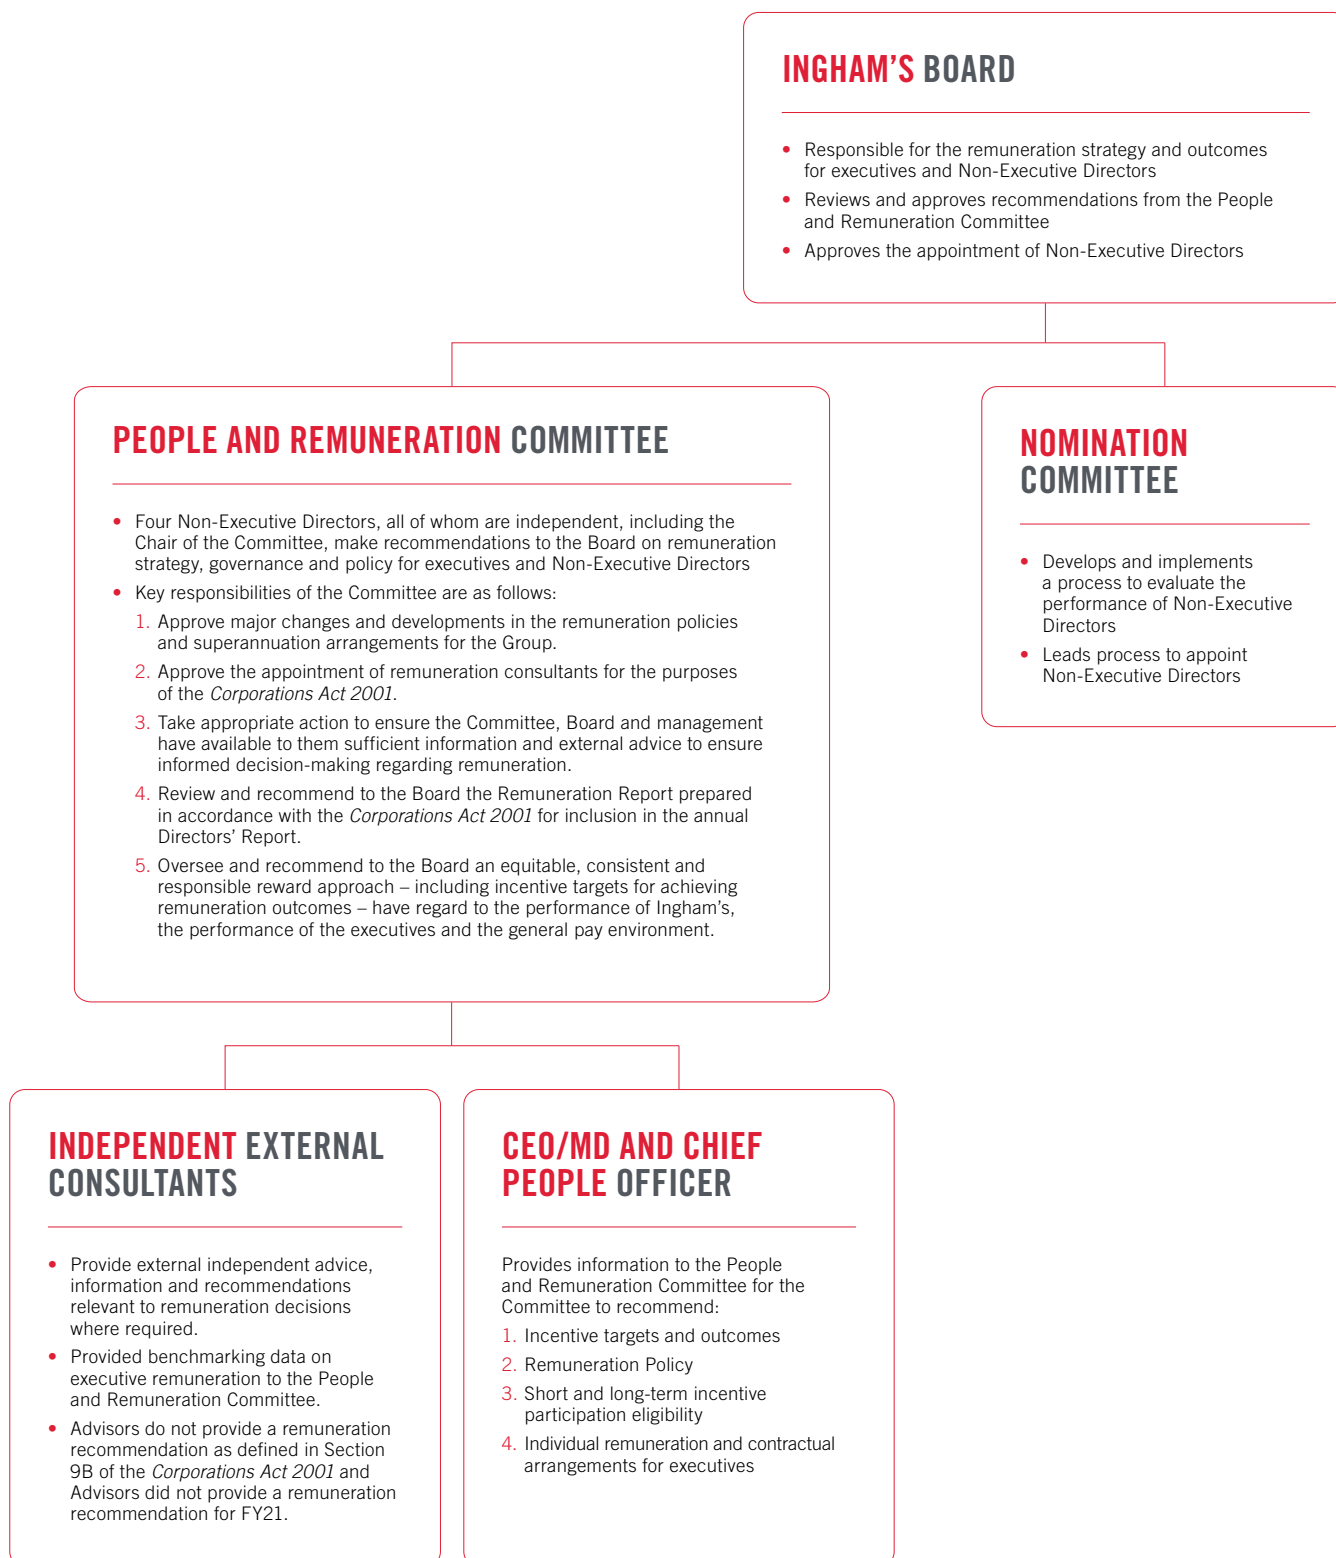 INGHAM'S BOARD
• Responsible for the remuneration strategy and outcomes
for executives and Non-Executive Directors
• Reviews and approves recommendations from the People
and Remuneration Committee
• Approves the appointment of Non-Executive Directors
PEOPLE AND REMUNERATION COMMITTEE
• Four Non-Executive Directors, all of whom are independent, including the
Chair of the Committee, make recommendations to the Board on remuneration
strategy, governance and policy for executives and Non-Executive Directors
• Key responsibilities of the Committee are as follows:
1. Approve major changes and developments in the remuneration policies
and superannuation arrangements for the Group.
2. Approve the appointment of remuneration consultants for the purposes
of the Corporations Act 2001.
3. Take appropriate action to ensure the Committee, Board and management
have available to them sufficient information and external advice to ensure
informed decision-making regarding remuneration.
4. Review and recommend to the Board the Remuneration Report prepared
in accordance with the Corporations Act 2001 for inclusion in the annual
Directors' Report.
5. Oversee and recommend to the Board an equitable, consistent and
responsible reward approach – including incentive targets for achieving
remuneration outcomes – have regard to the performance of Ingham's,
the performance of the executives and the general pay environment.
NOMINATION
COMMITTEE
• Develops and implements
a process to evaluate the
performance of Non-Executive
Directors
• Leads process to appoint
Non-Executive Directors
INDEPENDENT EXTERNAL
CONSULTANTS
• Provide external independent advice,
information and recommendations
relevant to remuneration decisions
where required.
• Provided benchmarking data on
executive remuneration to the People
and Remuneration Committee.
• Advisors do not provide a remuneration
recommendation as defined in Section
9B of the Corporations Act 2001 and
Advisors did not provide a remuneration
recommendation for FY21.
CEO/MD AND CHIEF
PEOPLE OFFICER
Provides information to the People
and Remuneration Committee for the
Committee to recommend:
1. Incentive targets and outcomes
2. Remuneration Policy
3. Short and long-term incentive
participation eligibility
4. Individual remuneration and contractual
arrangements for executives